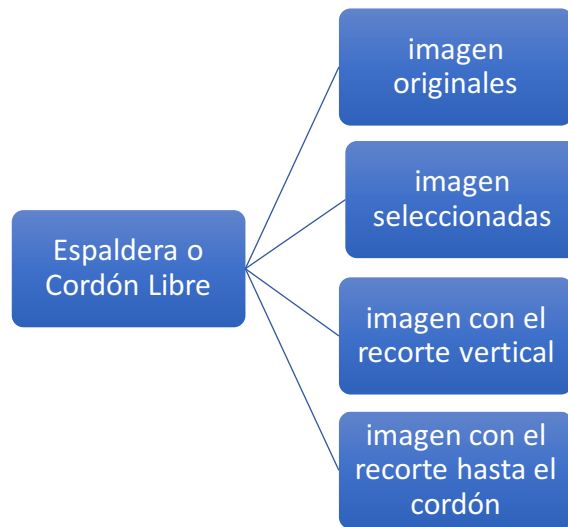 imagen
originales
imagen
seleccionadas
Espaldera o
Cordón Libre
imagen con el
recorte vertical
imagen con el
recorte hasta el
cordón